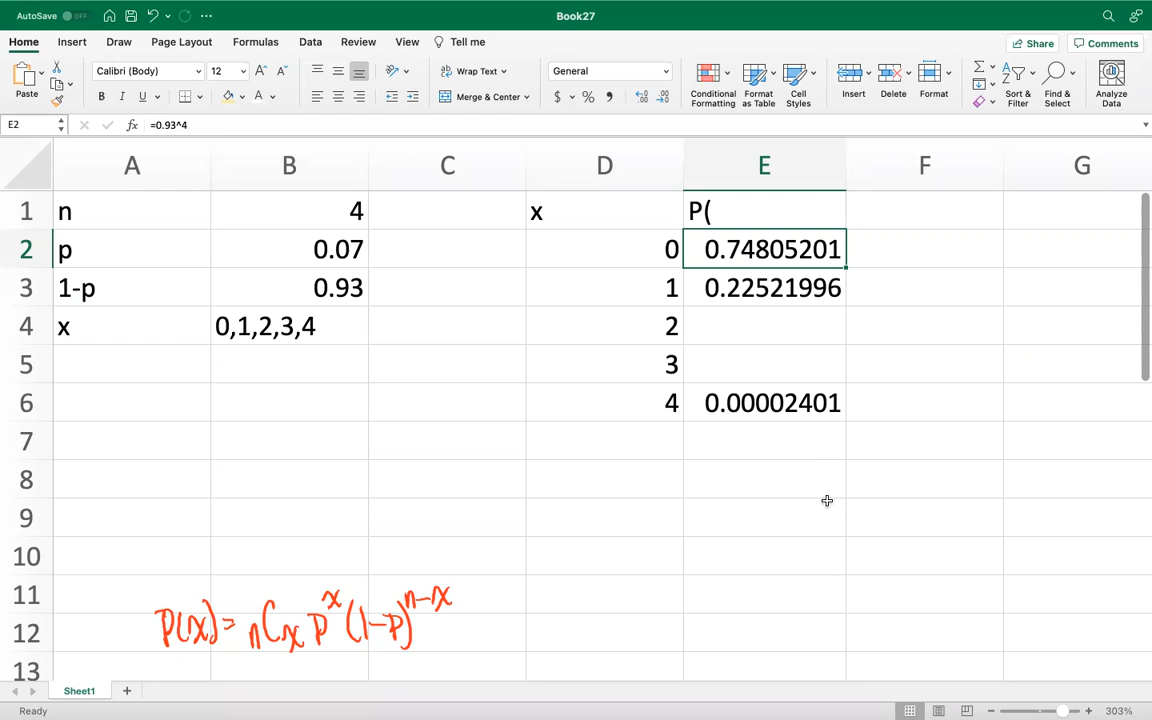 AutoSave OFF Book27
Home Insert Draw Page Layout Formulas Data Review View Tell me Share Comments
Paste Calibri (Body) 12 A A Wrap Text General Conditional Formatting Format as Table Cell Styles Insert Delete Format Sort & Filter Find & Select Analyze Data
B I U A Merge & Center $ % 9
E2 fx =0.93^4
A B C D E F G
1 n 4 x P(
2 p 0.07 0 0.74805201
3 1-p 0.93 1 0.22521996
4 x 0,1,2,3,4 2
5 3
6 4 0.00002401
7
8
9
10
11
12 P(x) = nCx p^x (1-p)^n-x
13
Sheet1
Ready 303%